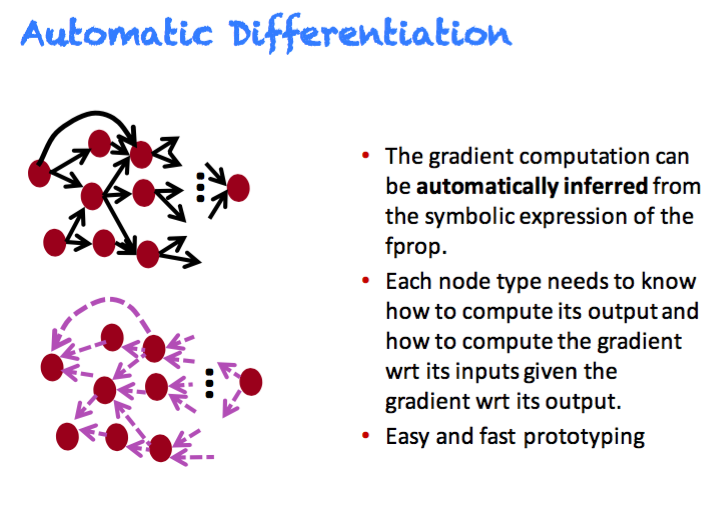 Automatic Differentiation
• The gradient computation can
be automatically inferred from
the symbolic expression of the
fprop.
• Each node type needs to know
how to compute its output and
how to compute the gradient
wrt its inputs given the
gradient wrt its output.
• Easy and fast prototyping